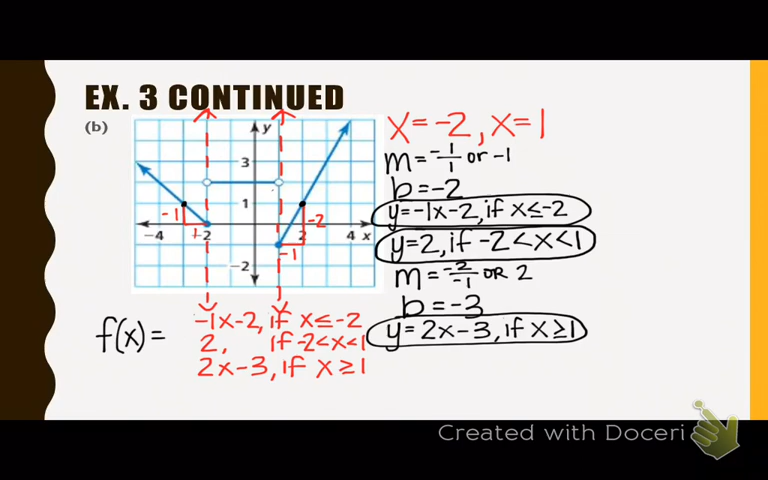 EX. 3 CONTINUED
(b)
y
3
1
-1
+
-4
-2
2
4 x
-2
-1
-2
x=-2, x=1
m=-1/1 or -1
b=-2
y=-1x-2, if x≤-2
y=2, if -2<x<1
m=-2/-1 OR 2
b=-3
y=2x-3, if x≥1
f(x)=
-1x-2, if x≤-2
2, if -2<x<1
2x-3, if x≥1
Created with Doceri